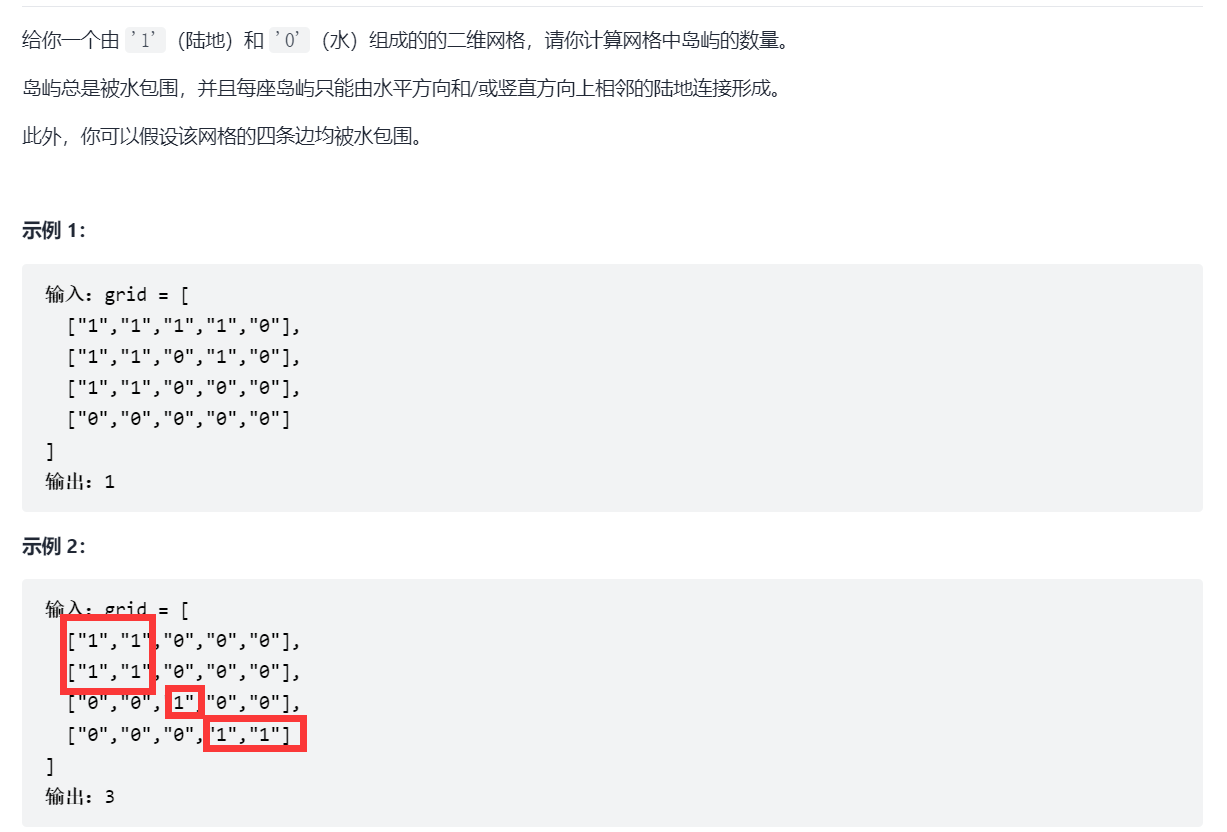 给你一个由 '1'（陆地）和 '0'（水）组成的的二维网格，请你计算网格中岛屿的数量。
岛屿总是被水包围，并且每座岛屿只能由水平方向和/或竖直方向上相邻的陆地连接形成。
此外，你可以假设该网格的四条边均被水包围。
示例 1：
输入：grid = [
["1","1","1","1","0"],
["1","1","0","1","0"],
["1","1","0","0","0"],
["0","0","0","0","0"]
]
输出：1
示例 2：
输入：grid = [
["1","1","0","0","0"],
["1","1","0","0","0"],
["0","0","1","0","0"],
["0","0","0","1","1"]
]
输出：3